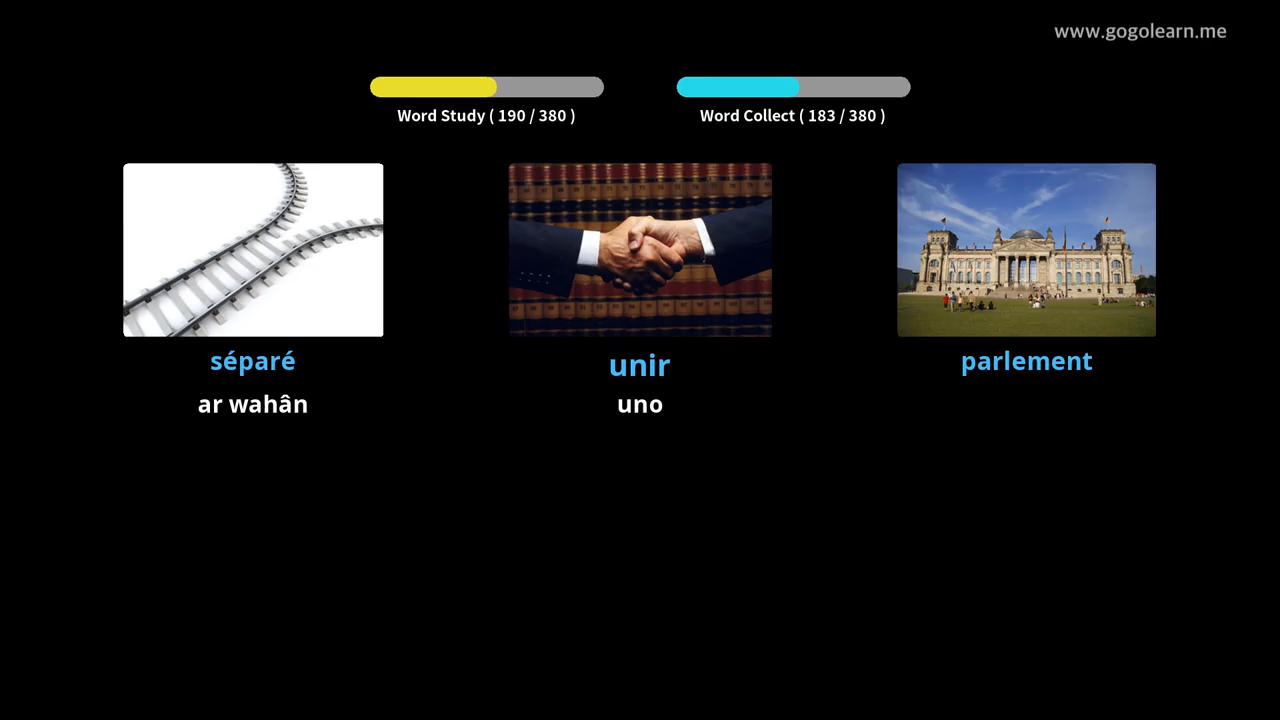 www.gogolearn.me
Word Study ( 190 / 380 )
Word Collect ( 183 / 380 )
séparé
unir
parlement
ar wahân
uno